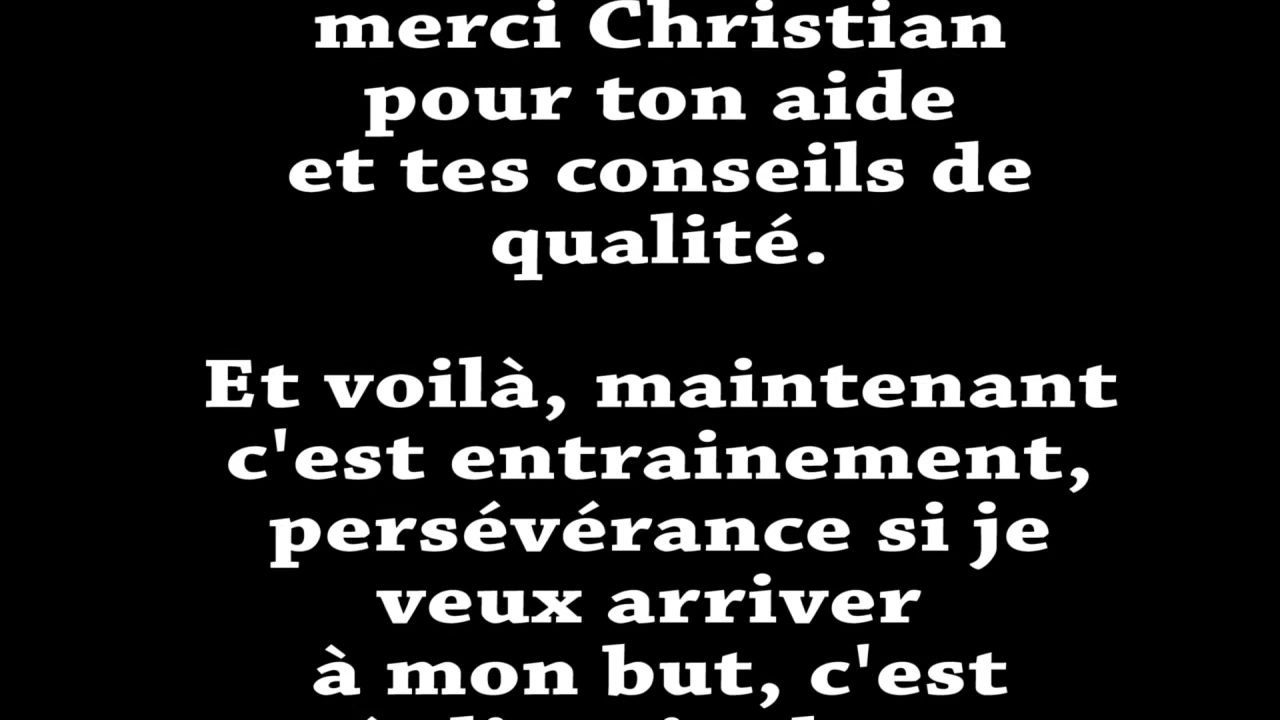 merci Christian
pour ton aide
et tes conseils de
qualité.
Et voilà, maintenant
c'est entrainement,
persévérance si je
veux arriver
à mon but, c'est